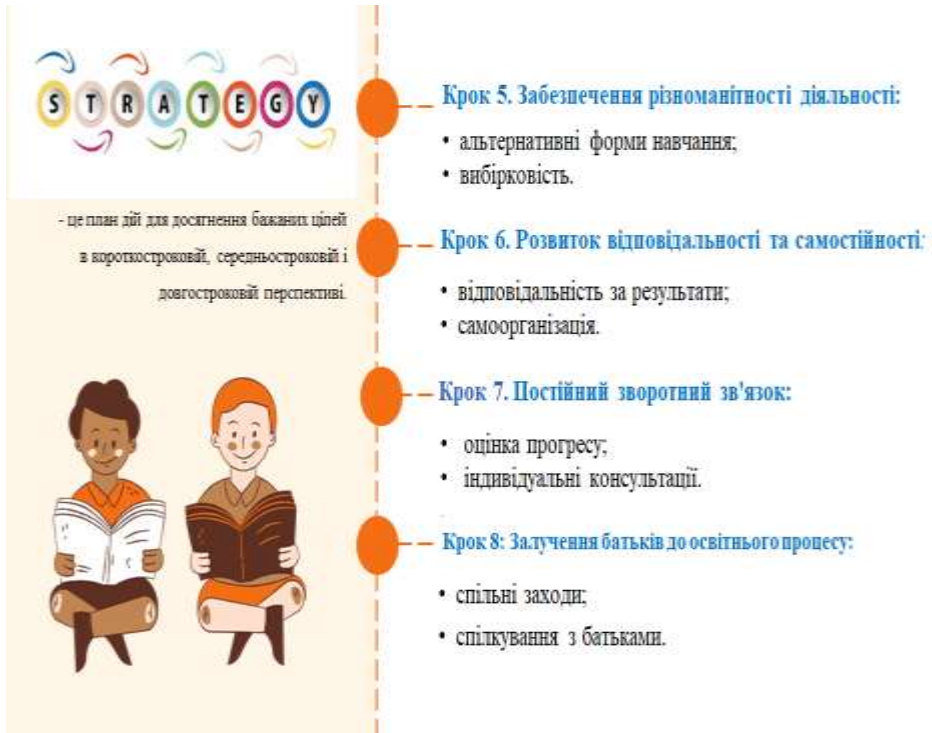 STRATEGY
- це план дій для досягнення бажаних цілей
в короткостроковій, середньостроковій і
довгостроковій перспективі.
Крок 5. Забезпечення різноманітності діяльності:
• альтернативні форми навчання;
• вибірковість.
Крок 6. Розвиток відповідальності та самостійності:
• відповідальність за результати;
• самоорганізація.
Крок 7. Постійний зворотний зв'язок:
• оцінка прогресу;
• індивідуальні консультації.
Крок 8: Залучення батьків до освітнього процесу:
• спільні заходи;
• спілкування з батьками.